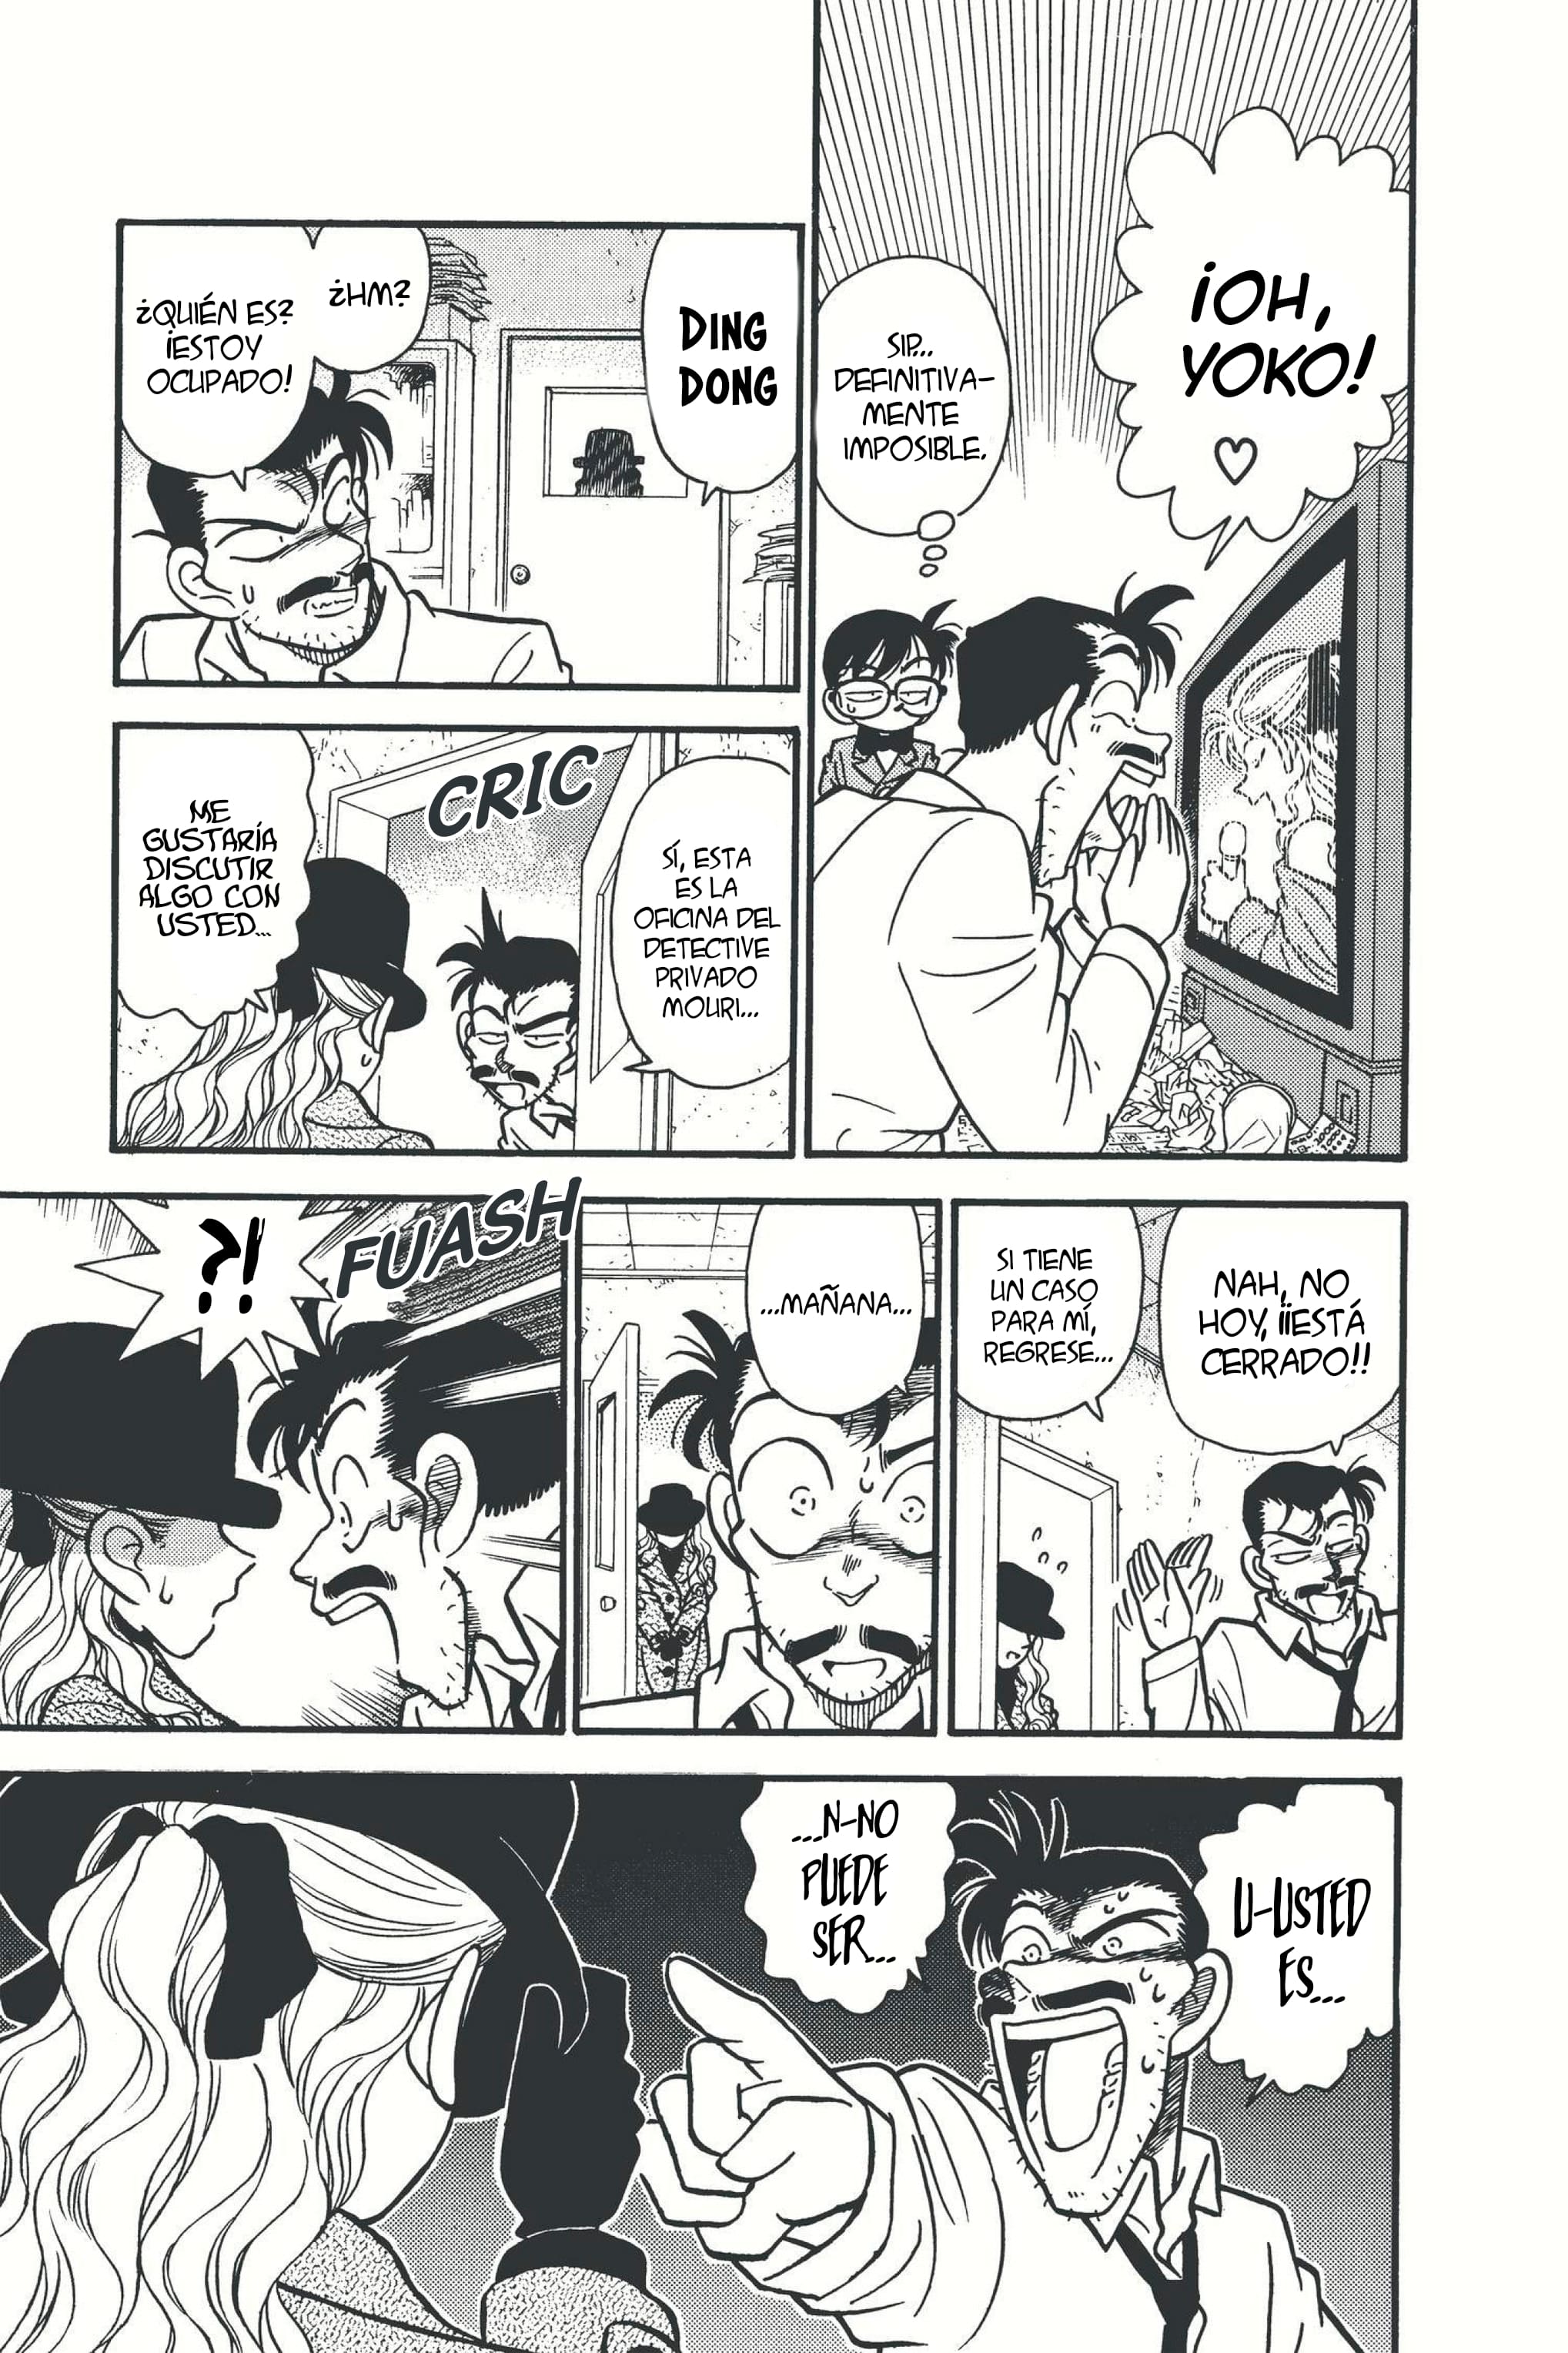 ¡OH,
YOKO!
SIP...
DEFINITIVA-
MENTE
IMPOSIBLE.
DING
DONG
¿HM?
¿QUIÉN ES?
¡ESTOY
OCUPADO!
SÍ, ESTA
ES LA
OFICINA DEL
DETECTIVE
PRIVADO
MOURI...
CRIC
ME
GUSTARÍA
DISCUTIR
ALGO CON
USTED...
NAH, NO
HOY, ¡¡ESTÁ
CERRADO!!
SI TIENE
UN CASO
PARA MÍ,
REGRESE...
...MAÑANA...
FUASH
?!
U-USTED
ES...
...N-NO
PUEDE
SER...